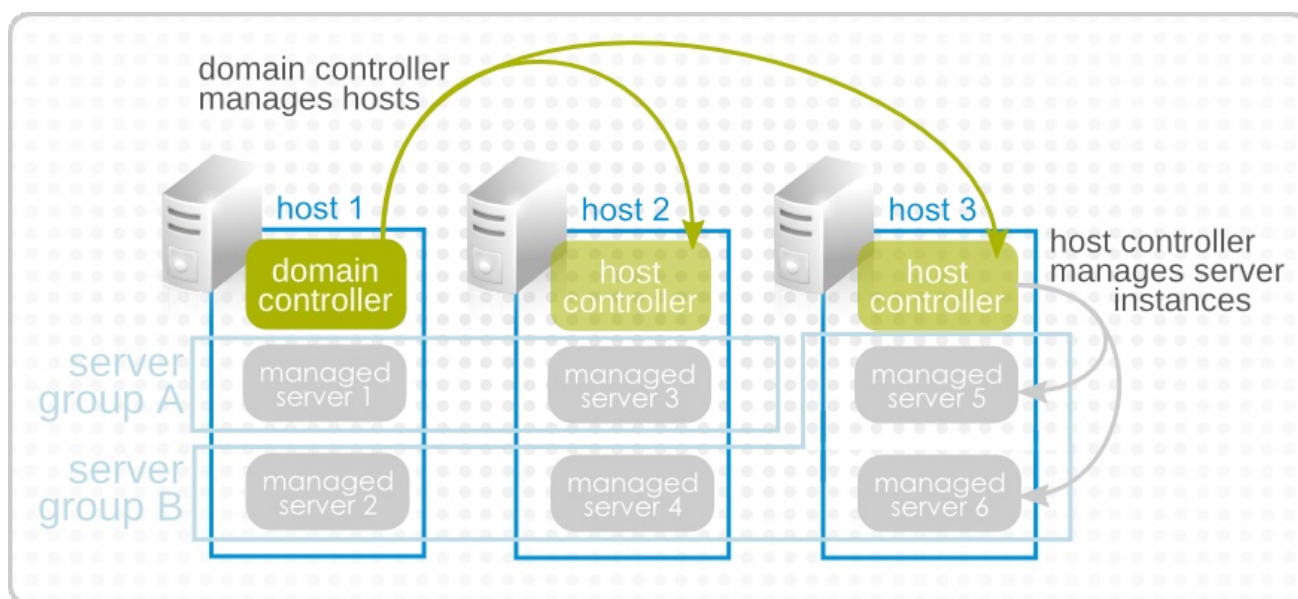 domain controller
manages hosts
host 1
host 2
host 3
domain
controller
host
controller
host
controller
host controller
manages server
instances
server
group A
managed
server 1
managed
server 3
managed
server 5
server
group B
managed
server 2
managed
server 4
managed
server 6